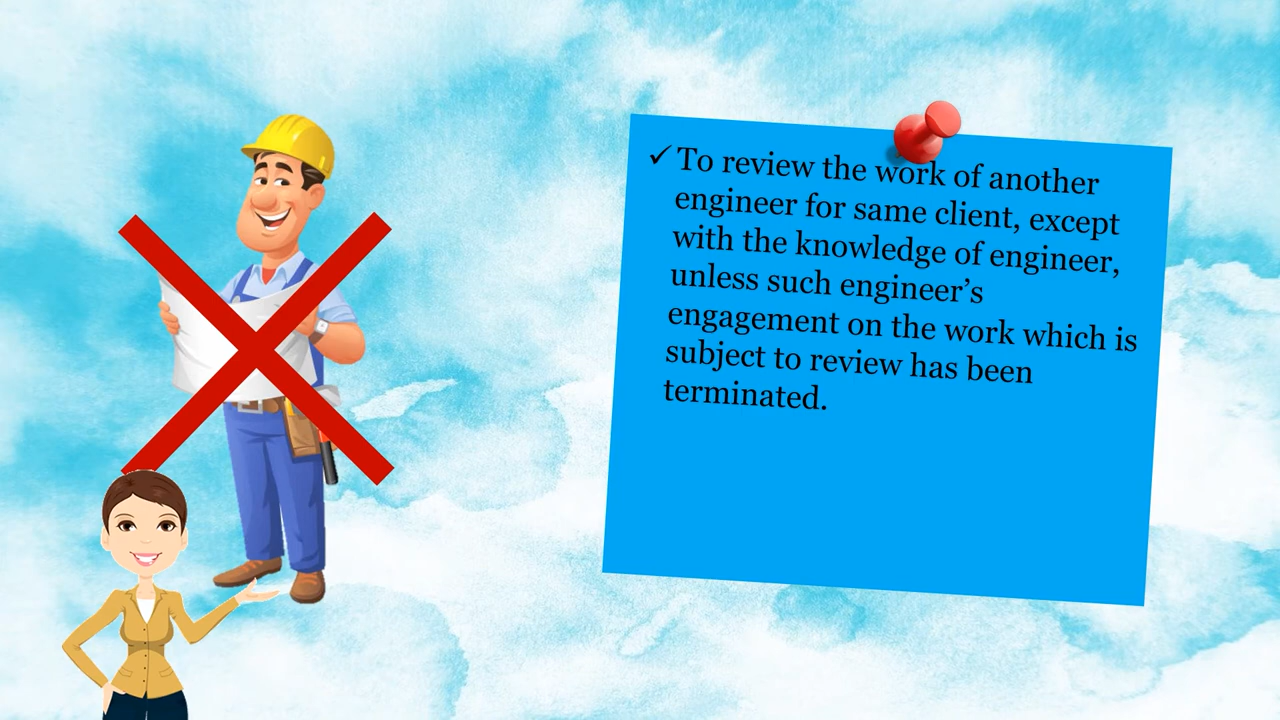 ✓ To review the work of another
engineer for same client, except
with the knowledge of engineer,
unless such engineer’s
engagement on the work which is
subject to review has been
terminated.